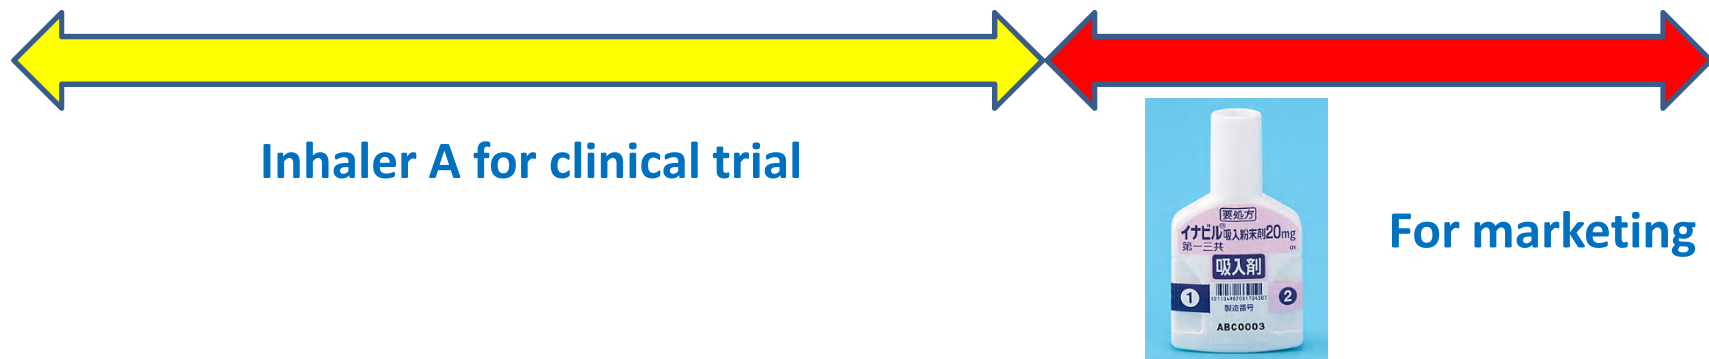 Inhaler A for clinical trial
For marketing
要処方
イナビル®吸入粉末剤20mg
第一三共
吸入剤
1
2
製造番号
ABC0003